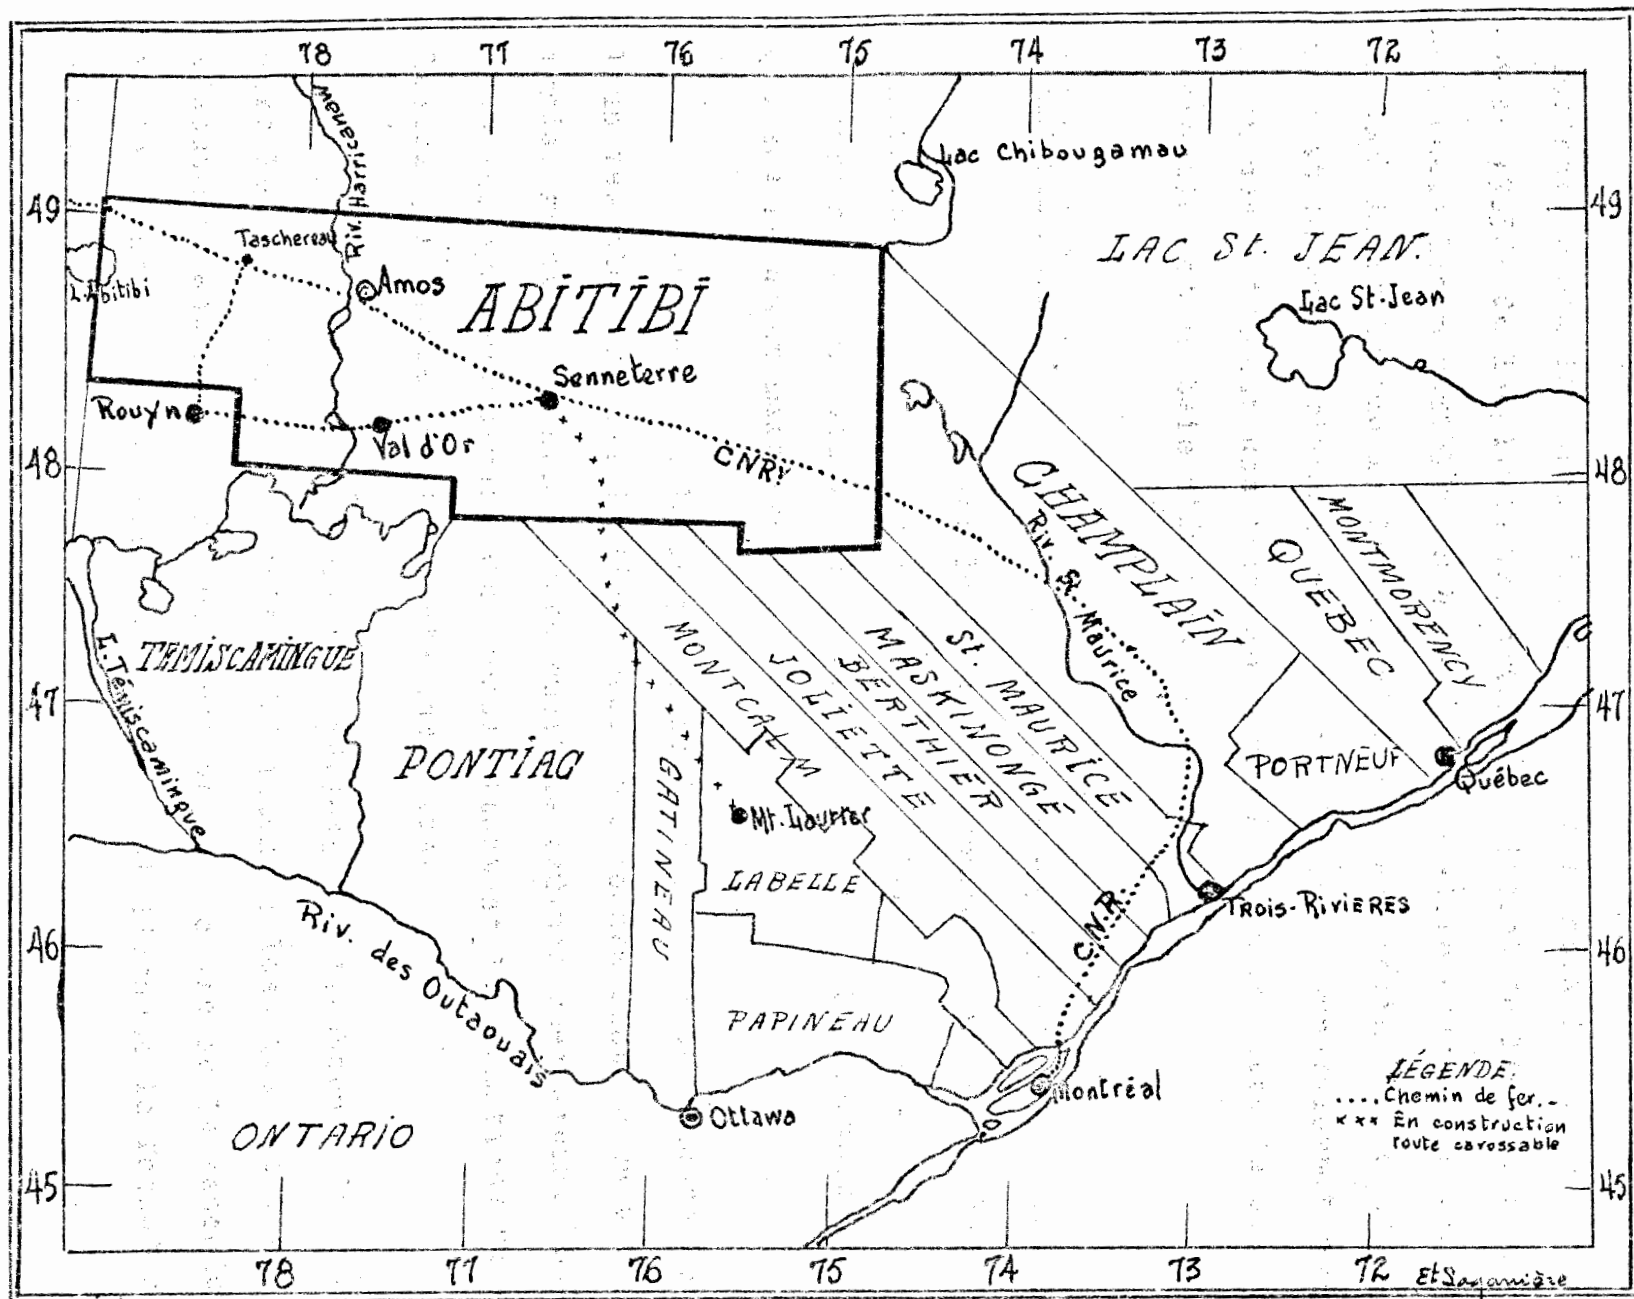 78 77 76 75 74 73 72
Riv. Harricanaw
Lac Chibougamau
49 49
Taschereau
LAC St. JEAN.
L. Abitibi
Amos
ABITIBI
Lac St-Jean
Senneterre
Rouyn
Val d'Or
CNRY
48 48
CHAMPLAIN
MONTMORENCY
QUEBEC
Riv. St. Maurice
TEMISCAMINGUE
L. Témiscamingue
MONTCALM
JOLIETTE
BERTHIER
MASKINONGÉ
St. MAURICE
47 47
PONTIAC
GATINEAU
PORTNEUF
Québec
Mt. Laurier
LABELLE
TROIS-RIVIERES
Riv. des Outaouais
C.N.R.
46 46
PAPINEAU
Montréal
Ottawa
ONTARIO
LÉGENDE.
.... Chemin de fer. -
x x x En construction
route carossable
45 45
78 77 76 75 74 73 72